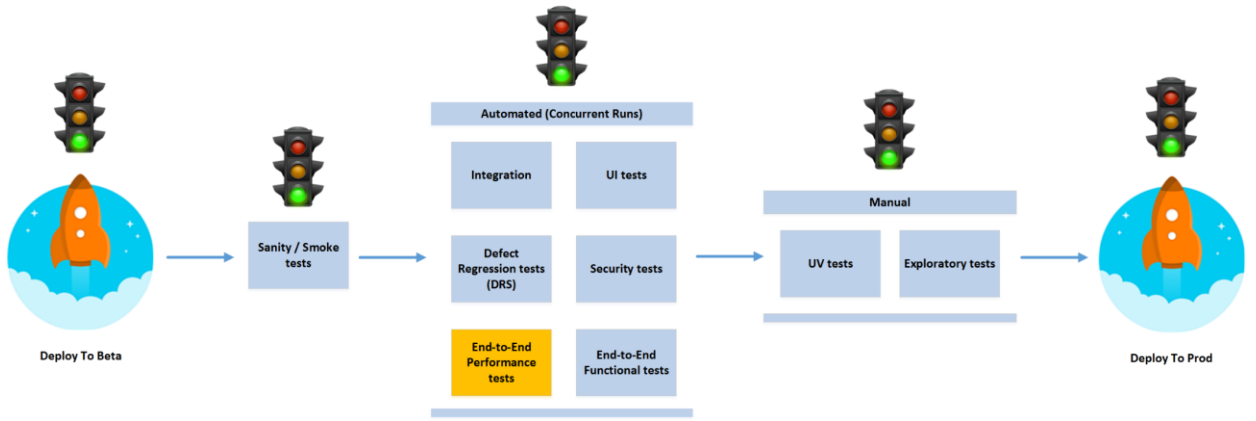 Automated (Concurrent Runs)
Integration
UI tests
Manual
Sanity / Smoke
tests
Defect
Regression tests
(DRS)
Security tests
UV tests
Exploratory tests
Deploy To Beta
End-to-End
Performance
tests
End-to-End
Functional tests
Deploy To Prod